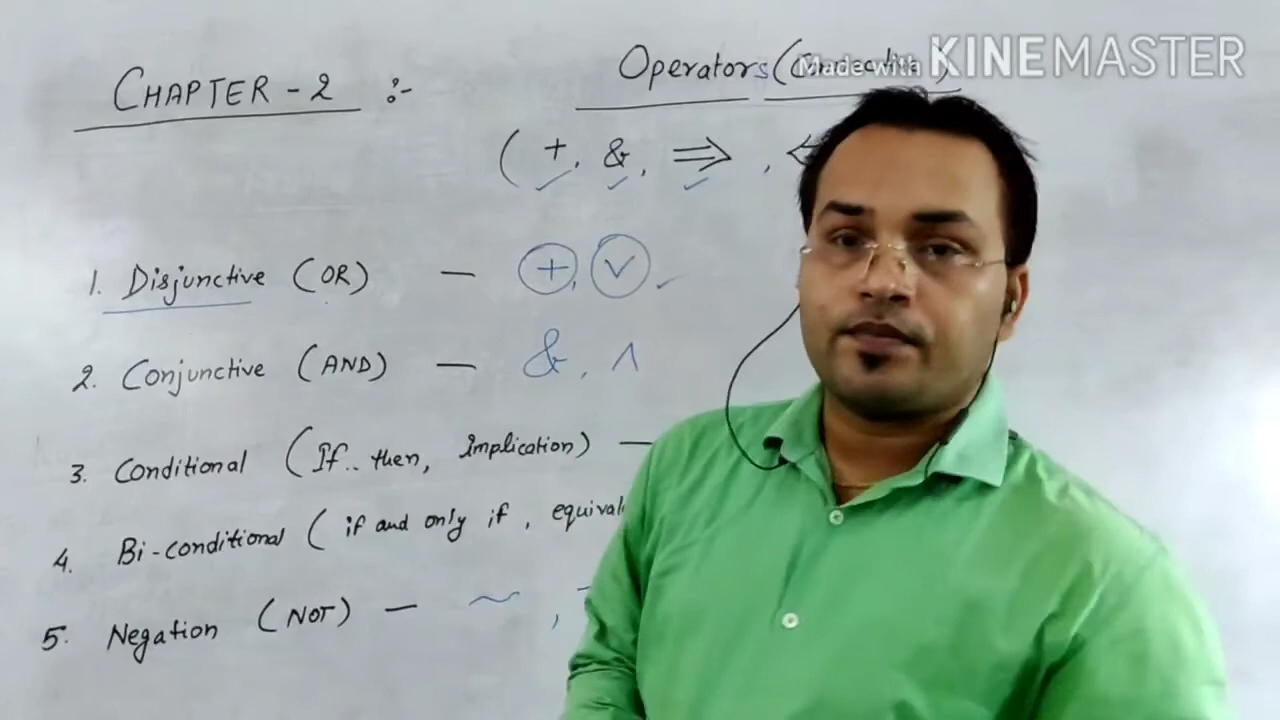 Made with KINEMASTER
CHAPTER - 2 :- Operators (
( +, &, ⇒, 
1. Disjunctive (OR) — +, ∨
2. Conjunctive (AND) — &, ∧
3. Conditional (If.. then, Implication) —
4. Bi-conditional ( if and only if , equival
5. Negation (NOT) — ~ ,